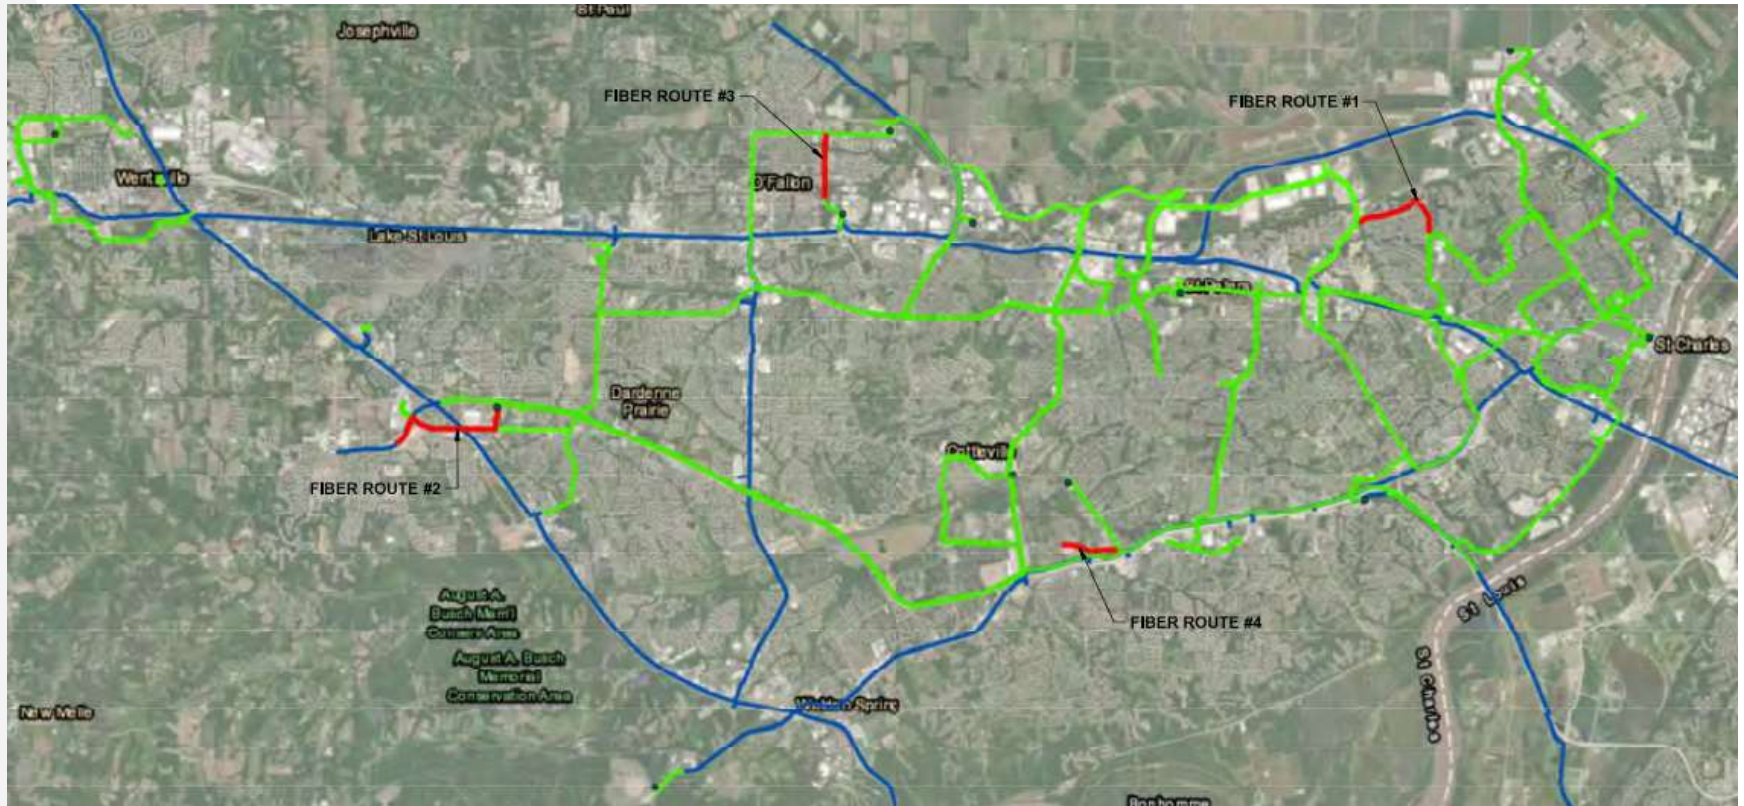 St Paul
Josephville
FIBER ROUTE #3
FIBER ROUTE #1
Wentzville
O'Fallon
Lake St Louis
St Peters
St Charles
Dardenne
Prairie
Cottleville
FIBER ROUTE #2
August A.
Busch Mem'l
Conserv Area
St Louis
FIBER ROUTE #4
August A. Busch
Memorial
Conservation Area
St Charles
New Melle
Weldon Spring
Bonhomme